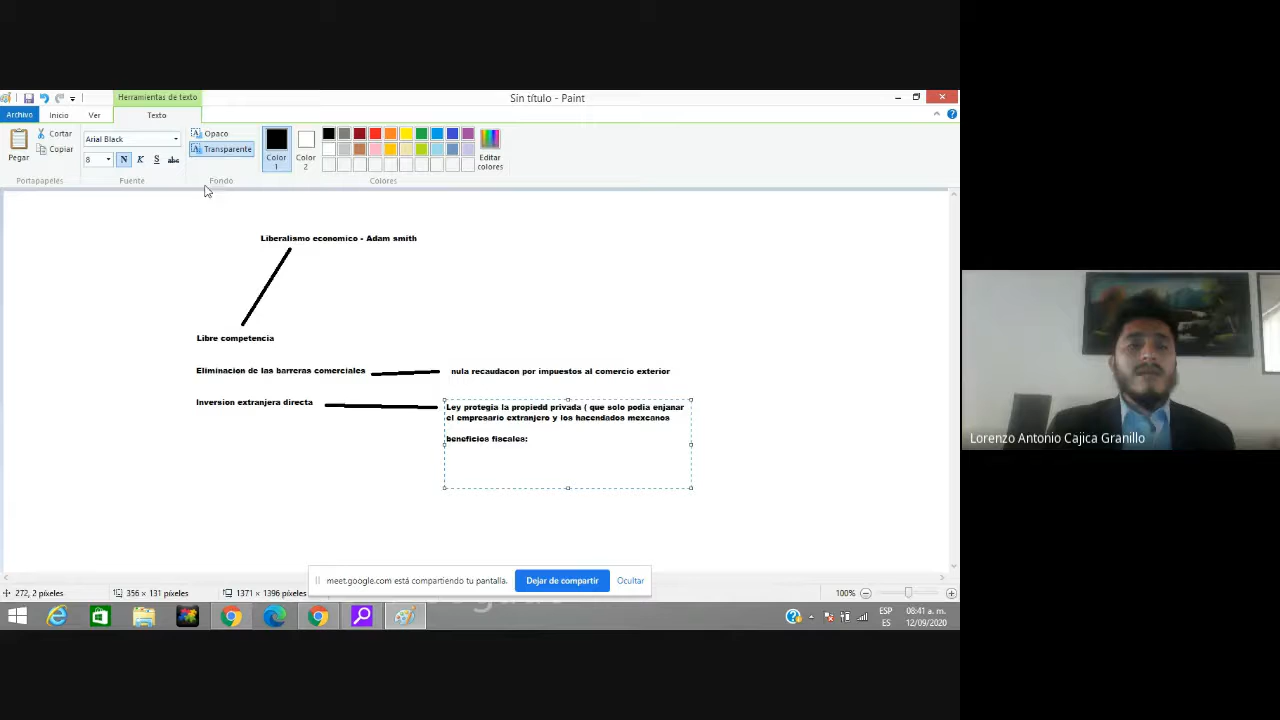 Herramientas de texto
Sin título - Paint
Archivo
Inicio
Ver
Texto
Pegar
Cortar
Copiar
Portapapeles
Arial Black
8
N
K
S
abc
Fuente
Opaco
Transparente
Fondo
Color 1
Color 2
Editar colores
Colores
Liberalismo economico - Adam smith
Libre competencia
Eliminacion de las barreras comerciales
nula recaudacon por impuestos al comercio exterior
Inversion extranjera directa
Ley protegia la propiedd privada ( que solo podia enjanar
el empresario extranjero y los hacendados mexcanos
beneficios fiscales:
Lorenzo Antonio Cajica Granillo
meet.google.com está compartiendo tu pantalla.
Dejar de compartir
Ocultar
272, 2 píxeles
356 × 131 píxeles
1371 × 1396 píxeles
100%
ESP
ES
08:41 a. m.
12/09/2020